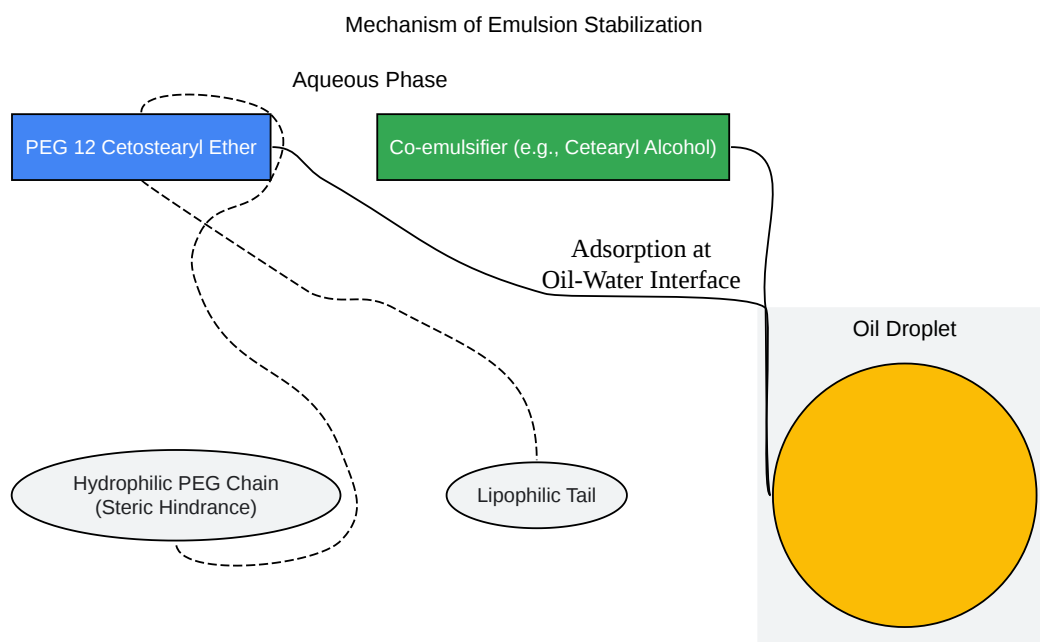 Mechanism of Emulsion Stabilization
Aqueous Phase
PEG 12 Cetostearyl Ether
Co-emulsifier (e.g., Cetearyl Alcohol)
Adsorption at
Oil-Water Interface
Oil Droplet
Hydrophilic PEG Chain
(Steric Hindrance)
Lipophilic Tail